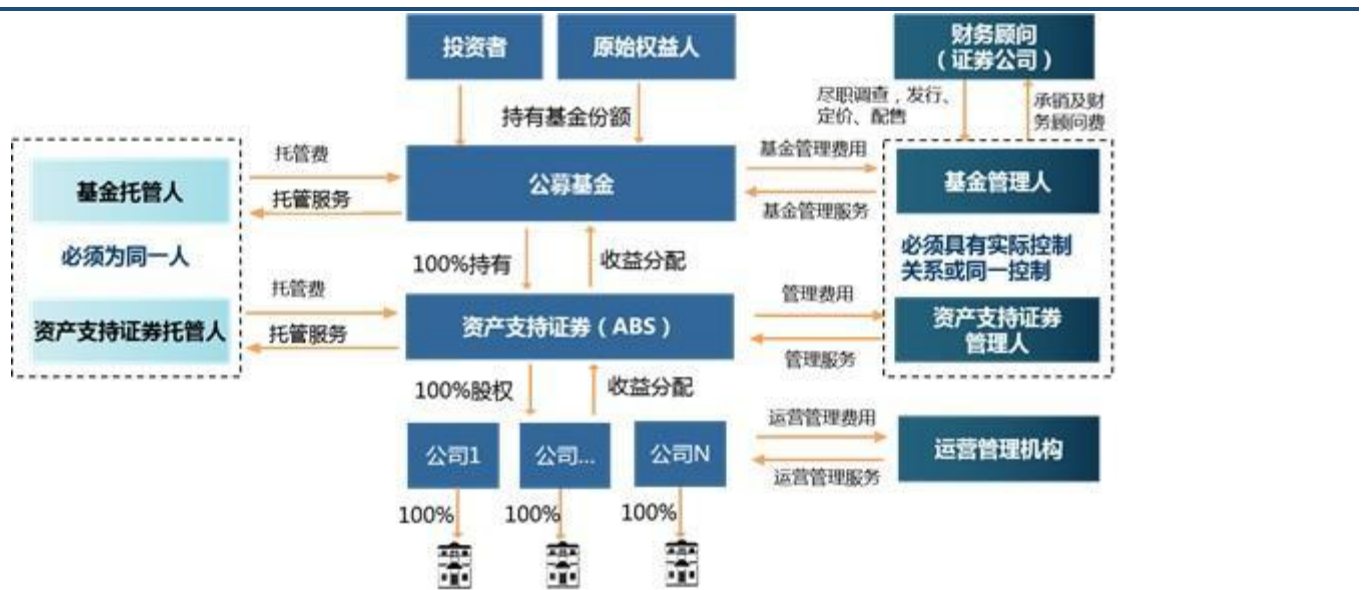 投资者
原始权益人
财务顾问
（证券公司）
尽职调查，发行、
定价、配售
承销及财
务顾问费
持有基金份额
托管费
基金托管人
托管服务
公募基金
基金管理费用
基金管理服务
基金管理人
必须为同一人
100%持有
收益分配
必须具有实际控制
关系或同一控制
托管费
资产支持证券托管人
托管服务
资产支持证券（ABS）
管理费用
管理服务
资产支持证券
管理人
100%股权
收益分配
公司1
公司...
公司N
运营管理费用
运营管理服务
运营管理机构
100%
100%
100%